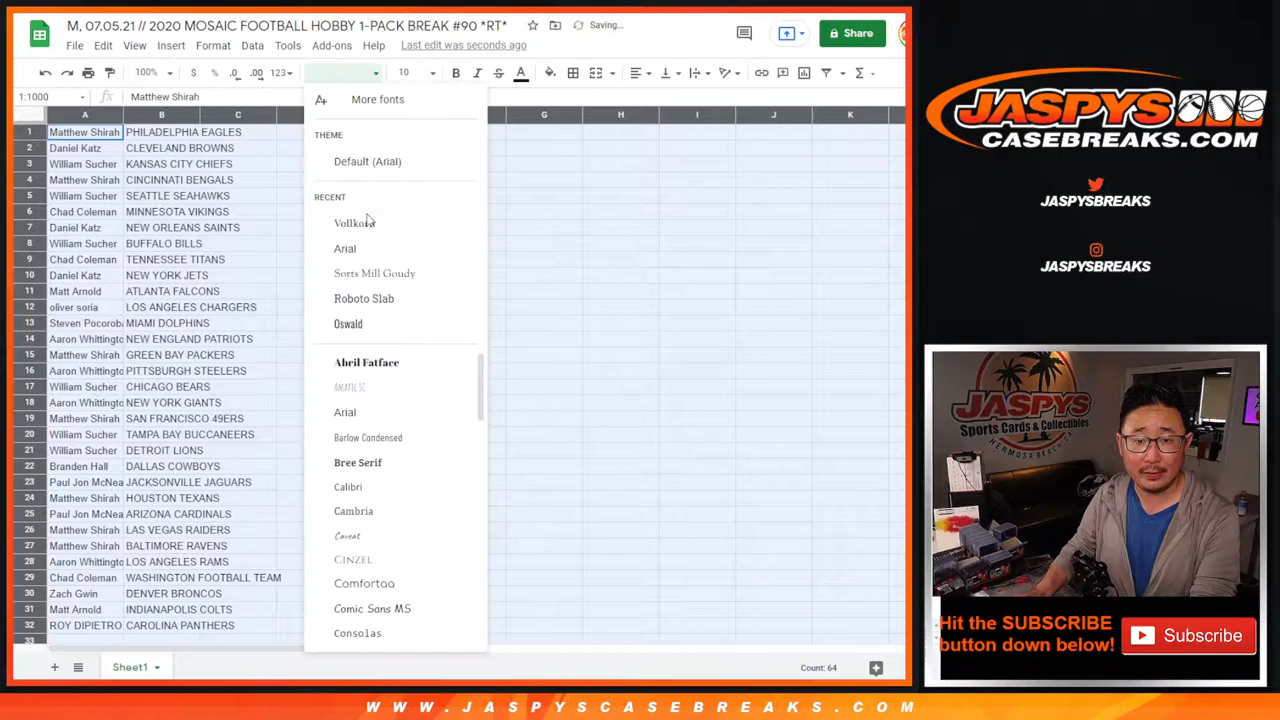 M, 07.05.21 // 2020 MOSAIC FOOTBALL HOBBY 1-PACK BREAK #90 *RT*
Saving...
File Edit View Insert Format Data Tools Add-ons Help Last edit was seconds ago
Share
100% $ % .0 .00 123 10 B I S A
1:1000 Matthew Shirah
A B C G H I J K
1 Matthew Shirah PHILADELPHIA EAGLES
2 Daniel Katz CLEVELAND BROWNS
3 William Sucher KANSAS CITY CHIEFS
4 Matthew Shirah CINCINNATI BENGALS
5 William Sucher SEATTLE SEAHAWKS
6 Chad Coleman MINNESOTA VIKINGS
7 Daniel Katz NEW ORLEANS SAINTS
8 William Sucher BUFFALO BILLS
9 Chad Coleman TENNESSEE TITANS
10 Daniel Katz NEW YORK JETS
11 Matt Arnold ATLANTA FALCONS
12 oliver soria LOS ANGELES CHARGERS
13 Steven Pocoroba MIAMI DOLPHINS
14 Aaron Whittingto NEW ENGLAND PATRIOTS
15 Matthew Shirah GREEN BAY PACKERS
16 Aaron Whittingto PITTSBURGH STEELERS
17 William Sucher CHICAGO BEARS
18 Aaron Whittingto NEW YORK GIANTS
19 Matthew Shirah SAN FRANCISCO 49ERS
20 William Sucher TAMPA BAY BUCCANEERS
21 William Sucher DETROIT LIONS
22 Branden Hall DALLAS COWBOYS
23 Paul Jon McNea JACKSONVILLE JAGUARS
24 Matthew Shirah HOUSTON TEXANS
25 Paul Jon McNea ARIZONA CARDINALS
26 Matthew Shirah LAS VEGAS RAIDERS
27 Matthew Shirah BALTIMORE RAVENS
28 Aaron Whittingto LOS ANGELES RAMS
29 Chad Coleman WASHINGTON FOOTBALL TEAM
30 Zach Gwin DENVER BRONCOS
31 Matt Arnold INDIANAPOLIS COLTS
32 ROY DIPIETRO CAROLINA PANTHERS
33
More fonts
THEME
Default (Arial)
RECENT
Vollkorn
Arial
Sorts Mill Goudy
Roboto Slab
Oswald
Abril Fatface
AMATIC SC
Arial
Barlow Condensed
Bree Serif
Calibri
Cambria
Caveat
CINZEL
Comfortaa
Comic Sans MS
Consolas
Sheet1
Count: 64
JASPYS
CASEBREAKS.COM
JASPYSBREAKS
JASPYSBREAKS
JASPYS
Sports Cards & Collectibles
HERMOSA BEACH CA
Hit the SUBSCRIBE
button down below!
Subscribe
WWW.JASPYSCASEBREAKS.COM